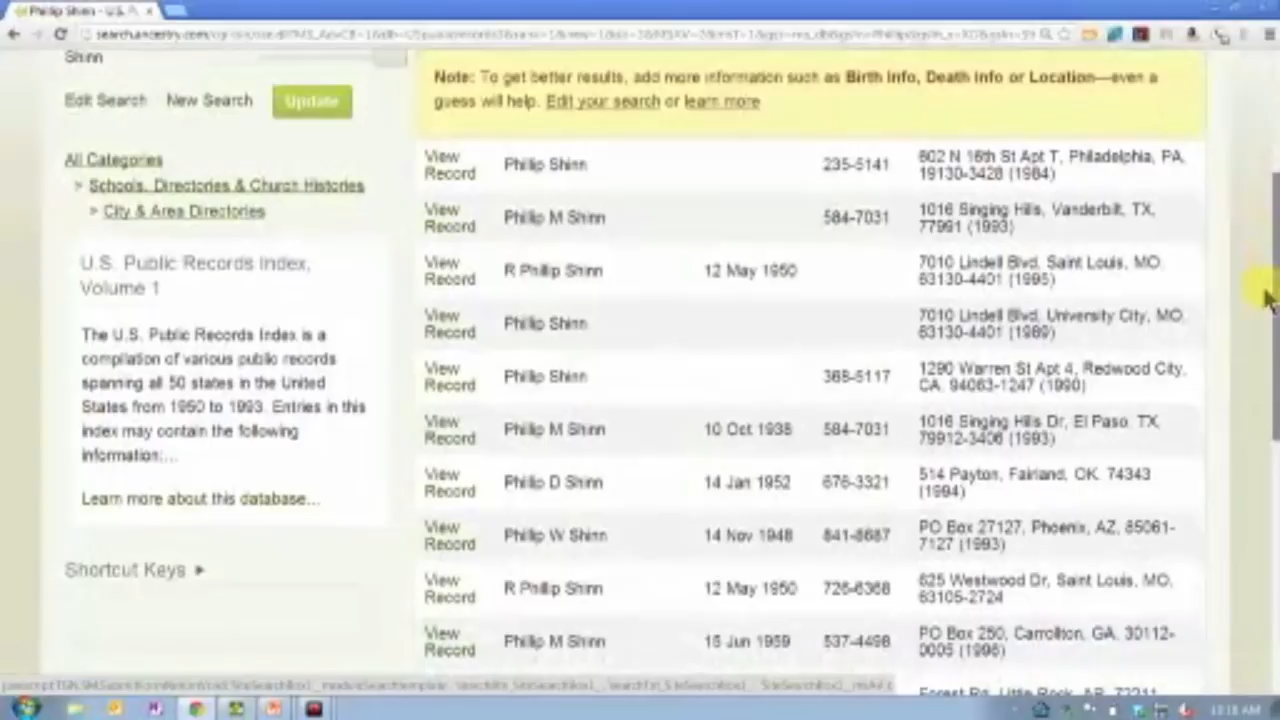 Phillip Shinn - U.S. P
Shinn
Edit Search New Search Update
All Categories
> Schools, Directories & Church Histories
> City & Area Directories
U.S. Public Records Index,
Volume 1
The U.S. Public Records Index is a
compilation of various public records
spanning all 50 states in the United
States from 1950 to 1993. Entries in this
index may contain the following
information:...
Learn more about this database...
Shortcut Keys
Note: To get better results, add more information such as Birth Info, Death Info or Location—even a
guess will help. Edit your search or learn more
View Record Phillip Shinn 235-5141 602 N 16th St Apt T, Philadelphia, PA,
19130-3428 (1984)
View Record Phillip M Shinn 584-7031 1016 Singing Hills, Vanderbilt, TX,
77991 (1993)
View Record R Phillip Shinn 12 May 1950 7010 Lindell Blvd, Saint Louis, MO,
63130-4401 (1995)
View Record Phillip Shinn 7010 Lindell Blvd, University City, MO,
63130-4401 (1989)
View Record Phillip Shinn 368-5117 1290 Warren St Apt 4, Redwood City,
CA, 94063-1247 (1990)
View Record Phillip M Shinn 10 Oct 1938 584-7031 1016 Singing Hills Dr, El Paso, TX,
79912-3406 (1993)
View Record Phillip D Shinn 14 Jan 1952 676-3321 514 Payton, Fairland, OK, 74343
(1994)
View Record Phillip W Shinn 14 Nov 1948 841-8687 PO Box 27127, Phoenix, AZ, 85061-
7127 (1993)
View Record R Phillip Shinn 12 May 1950 726-6368 625 Westwood Dr, Saint Louis, MO,
63105-2724
View Record Phillip M Shinn 15 Jun 1959 537-4498 PO Box 250, Carrollton, GA, 30112-
0005 (1996)
Forest Rd, Little Rock, AR,